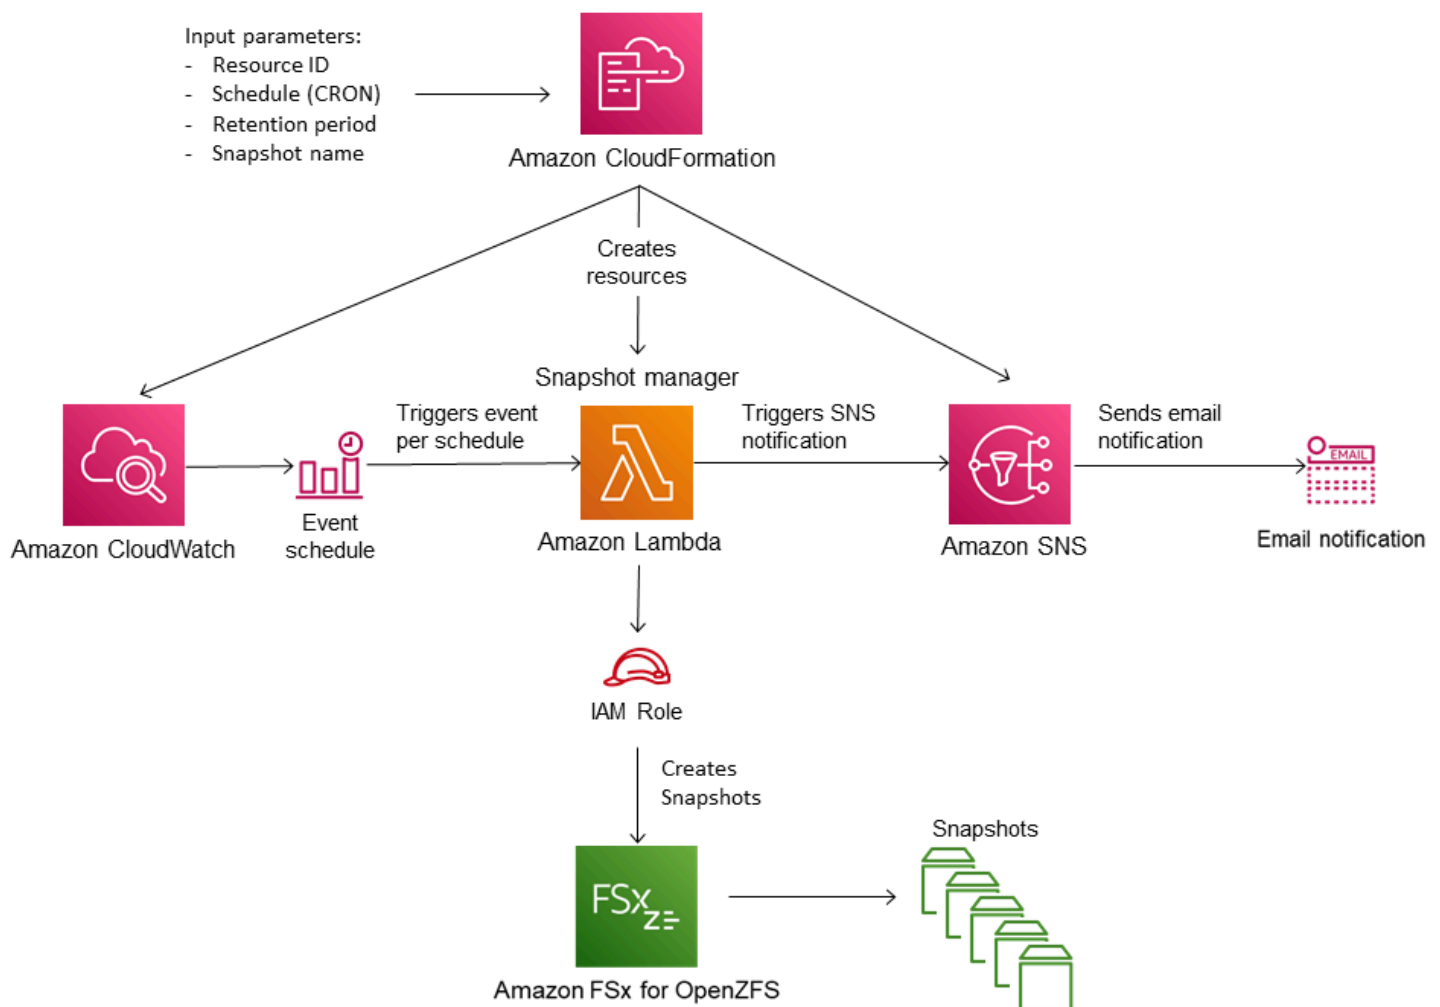 Input parameters:
- Resource ID
- Schedule (CRON)
- Retention period
- Snapshot name
Amazon CloudFormation
Creates
resources
Snapshot manager
Triggers event
per schedule
Triggers SNS
notification
Sends email
notification
EMAIL
Amazon CloudWatch
Event
schedule
Amazon Lambda
Amazon SNS
Email notification
IAM Role
Creates
Snapshots
Snapshots
FSx
Z
Amazon FSx for OpenZFS